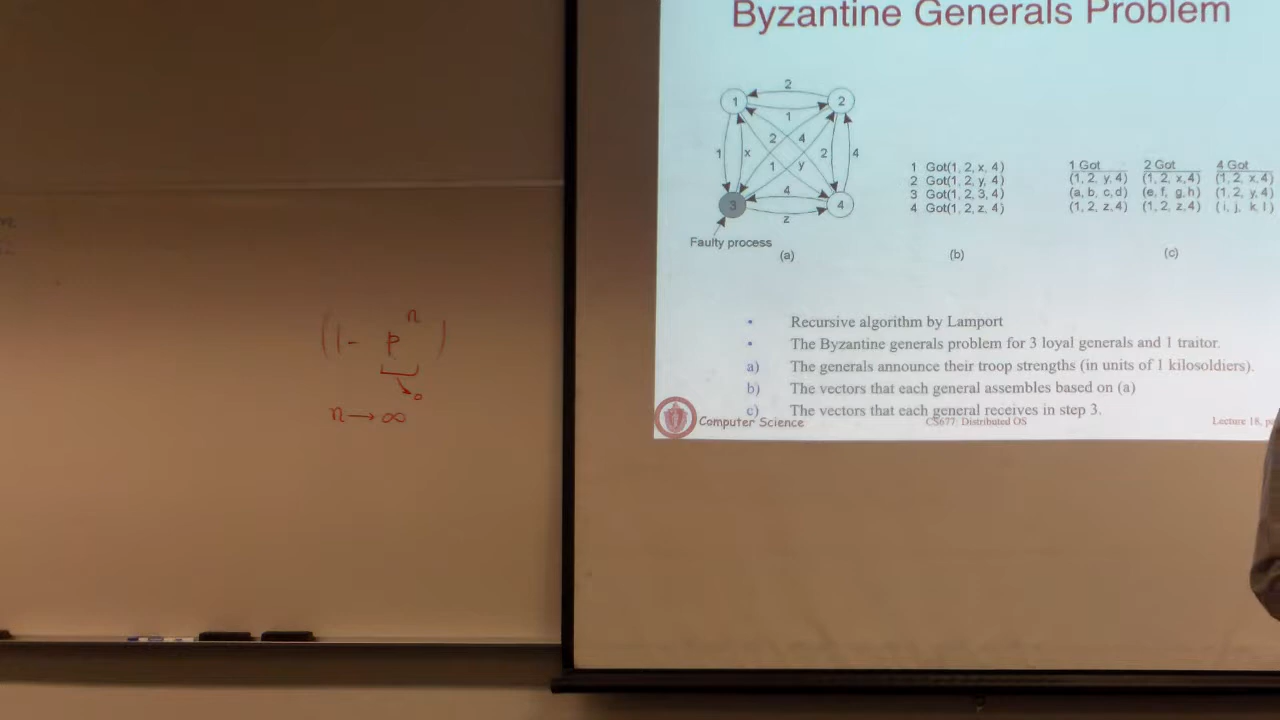 Byzantine Generals Problem
2
1 2
1
2 4
1 x 2 4
1 y
4
3 4
z
Faulty process
(a)
1 Got(1, 2, x, 4)
2 Got(1, 2, y, 4)
3 Got(1, 2, 3, 4)
4 Got(1, 2, z, 4)
(b)
1 Got 2 Got 4 Got
(1, 2, y, 4) (1, 2, x, 4) (1, 2, x, 4)
(a, b, c, d) (e, f, g, h) (1, 2, y, 4)
(1, 2, z, 4) (1, 2, z, 4) (i, j, k, l)
(c)
• Recursive algorithm by Lamport
• The Byzantine generals problem for 3 loyal generals and 1 traitor.
a) The generals announce their troop strengths (in units of 1 kilosoldiers).
b) The vectors that each general assembles based on (a)
c) The vectors that each general receives in step 3.
Computer Science CS677: Distributed OS Lecture 18,
(1 - p^n)
→ 0
n → ∞